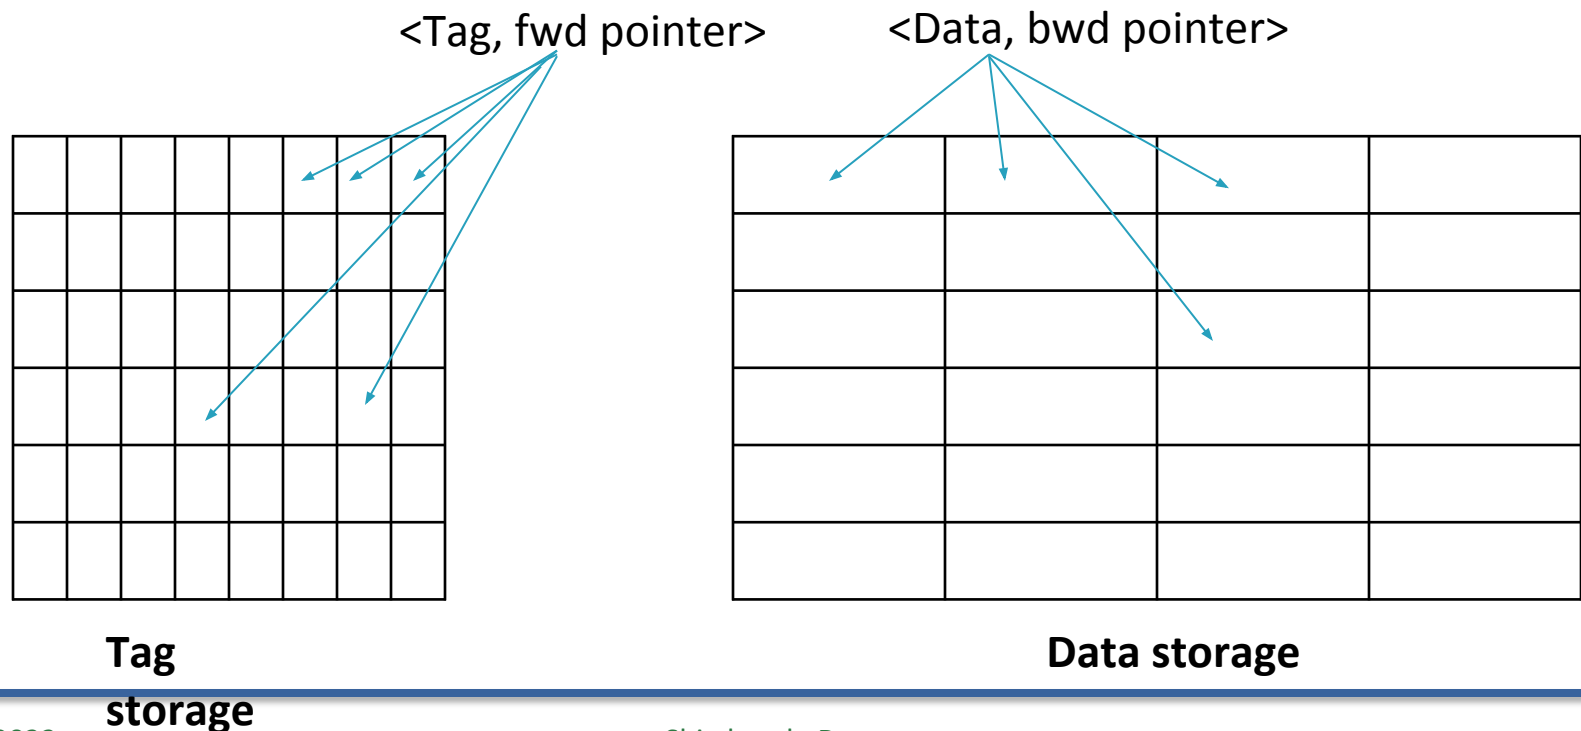 <Tag, fwd pointer>
<Data, bwd pointer>
Tag
storage
Data storage